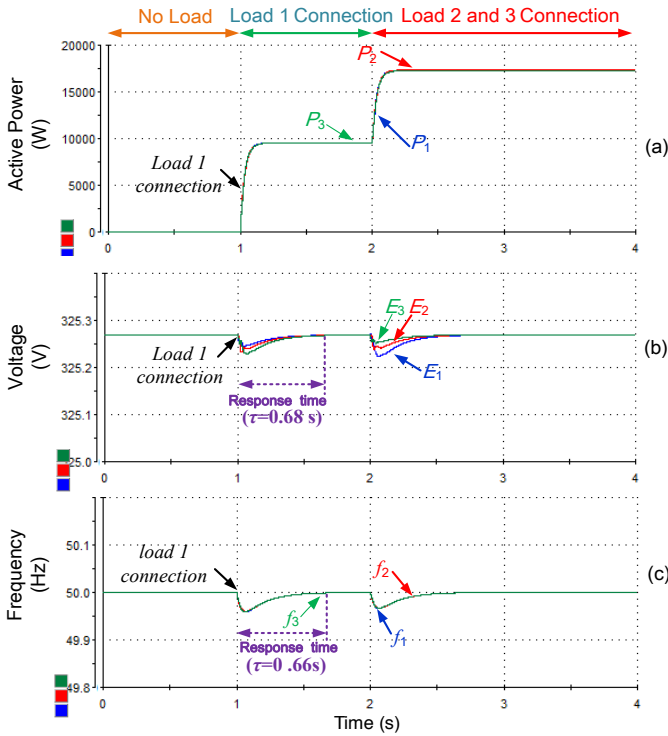 No Load Load 1 Connection Load 2 and 3 Connection
Active Power
(W)
20000
15000
10000
5000
0
P2
P3
P1
Load 1
connection
(a)
0 1 2 3 4
Voltage
(V)
325.3
325.2
325.1
325.0
E3 E2
E1
Load 1
connection
Response time
(τ=0.68 s)
(b)
0 1 2 3 4
Frequency
(Hz)
50.1
50.0
49.9
49.8
load 1
connection
f2
f3
f1
Response time
(τ=0 .66s)
(c)
0 1 2 3 4
Time (s)